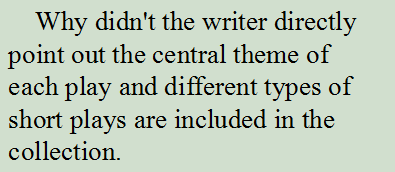 Why didn't the writer directly
point out the central theme of
each play and different types of
short plays are included in the
collection.